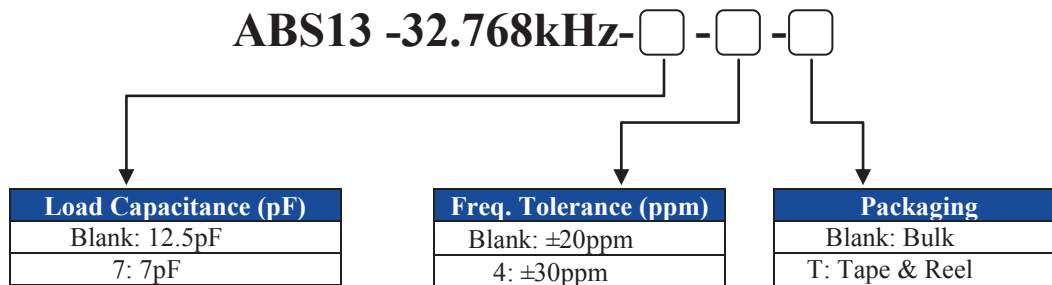 ABS13 -32.768kHz- - -
Load Capacitance (pF)
Blank: 12.5pF
7: 7pF
Freq. Tolerance (ppm)
Blank: ±20ppm
4: ±30ppm
Packaging
Blank: Bulk
T: Tape & Reel